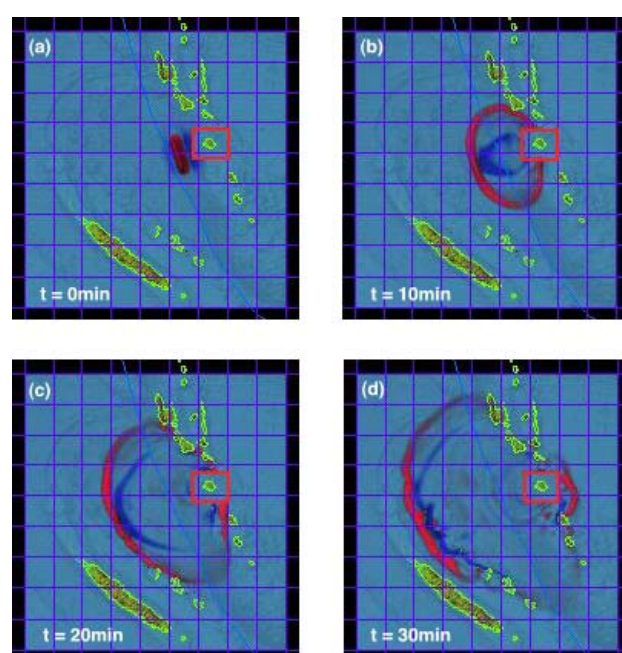 (a)
(b)
t = 0min
t = 10min
(c)
(d)
t = 20min
t = 30min